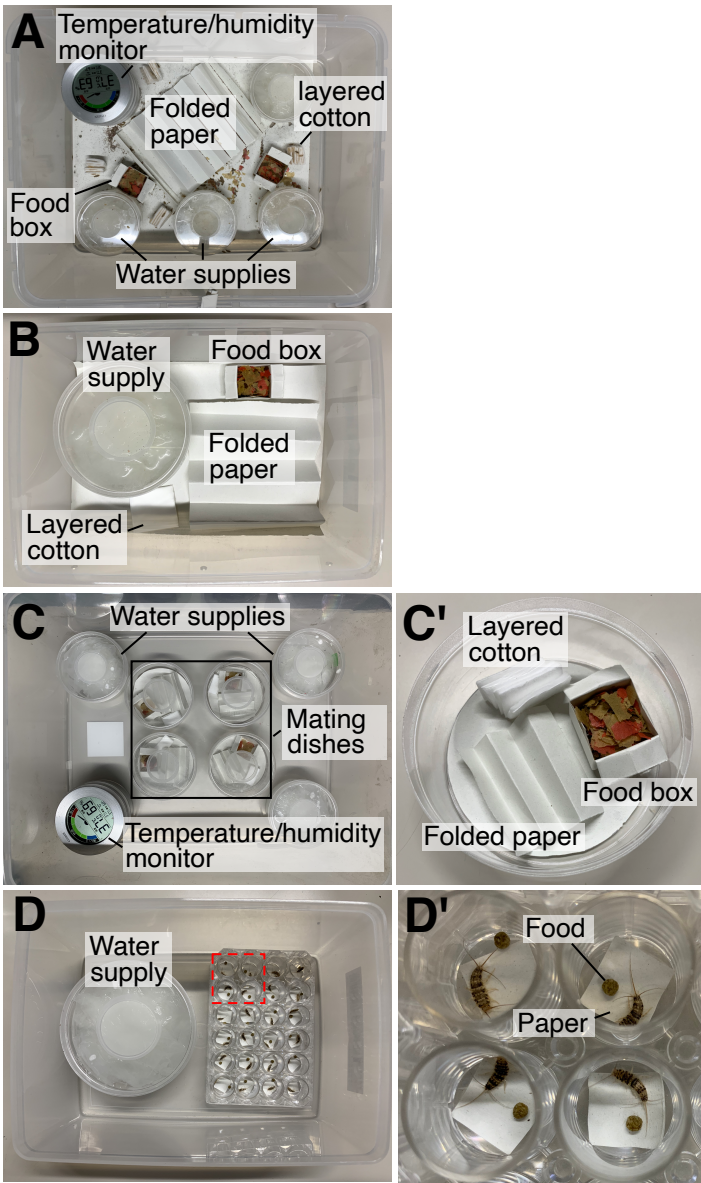 A
Temperature/humidity
monitor
Folded
paper
layered
cotton
Food
box
Water supplies
B
Water
supply
Food box
Folded
paper
Layered
cotton
C
Water supplies
Mating
dishes
Temperature/humidity
monitor
C'
Layered
cotton
Food box
Folded paper
D
Water
supply
D'
Food
Paper